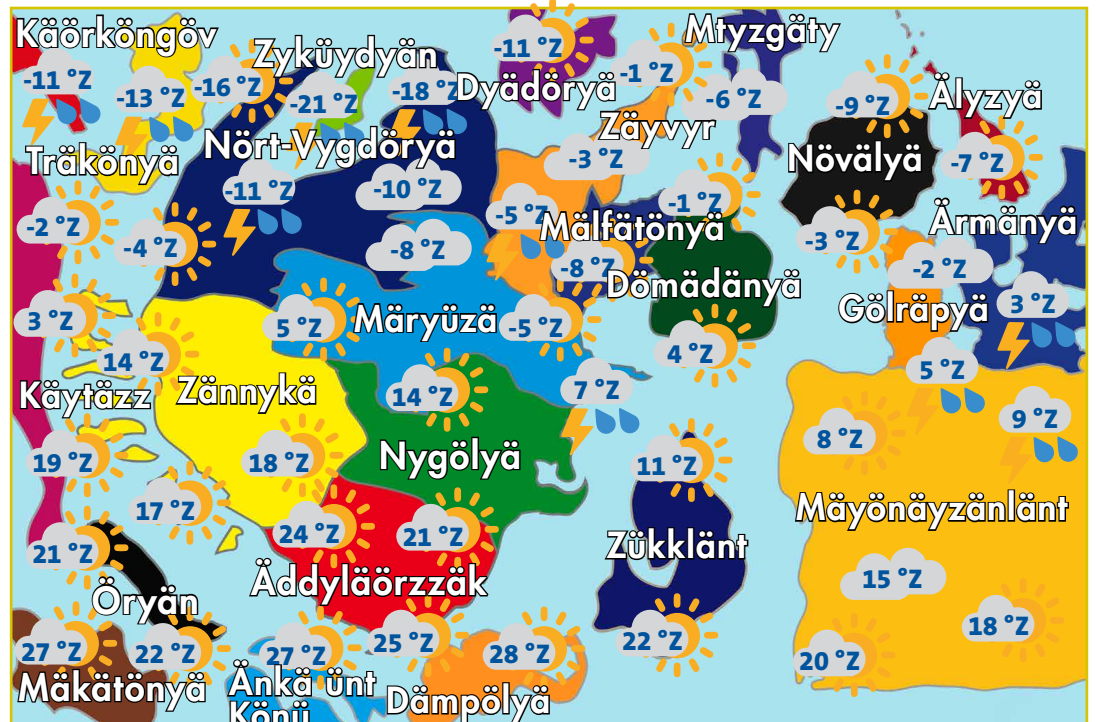 Käörköngöv
Mtyzgäty
Zyküydyän
-11 °Z
-1 °Z
-11 °Z
-16 °Z
-18 °Z
Dyädöryä
-13 °Z
-21 °Z
-6 °Z
-9 °Z
Älyzyä
Zäyvyr
Träkönyä
Nört-Vygdöryä
-3 °Z
Növälyä
-7 °Z
-11 °Z
-10 °Z
-1 °Z
-2 °Z
-5 °Z
Mälfätönyä
-3 °Z
Ärmänyä
-4 °Z
-8 °Z
-8 °Z
-2 °Z
Dömädänyä
3 °Z
5 °Z
Märyüzä
-5 °Z
Gölräpyä
3 °Z
14 °Z
4 °Z
5 °Z
Käytäzz
Zännykä
14 °Z
7 °Z
9 °Z
8 °Z
19 °Z
18 °Z
Nygölyä
11 °Z
17 °Z
Mäyönäyzänlänt
24 °Z
21 °Z
21 °Z
Zükklänt
15 °Z
Äddyläörzzäk
Öryän
27 °Z
22 °Z
27 °Z
25 °Z
28 °Z
22 °Z
20 °Z
18 °Z
Mäkätönyä
Änkä ünt
Könü
Dämpölyä